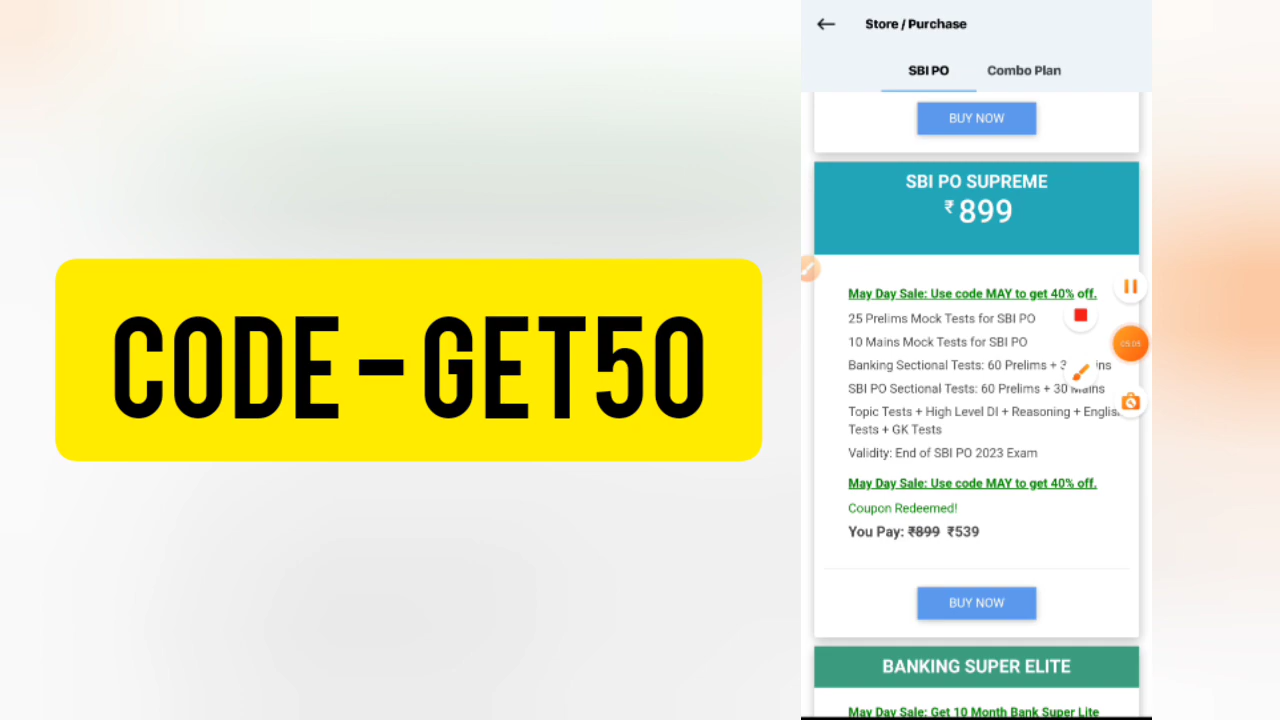 CODE - GET50
Store / Purchase
SBI PO Combo Plan
BUY NOW
SBI PO SUPREME
₹ 899
May Day Sale: Use code MAY to get 40% off.
25 Prelims Mock Tests for SBI PO
10 Mains Mock Tests for SBI PO
Banking Sectional Tests: 60 Prelims + 3
SBI PO Sectional Tests: 60 Prelims + 30 Mains
Topic Tests + High Level DI + Reasoning + English
Tests + GK Tests
Validity: End of SBI PO 2023 Exam
May Day Sale: Use code MAY to get 40% off.
Coupon Redeemed!
You Pay: ₹899 ₹539
BUY NOW
BANKING SUPER ELITE
May Day Sale: Get 10 Month Bank Super Lite
05:05